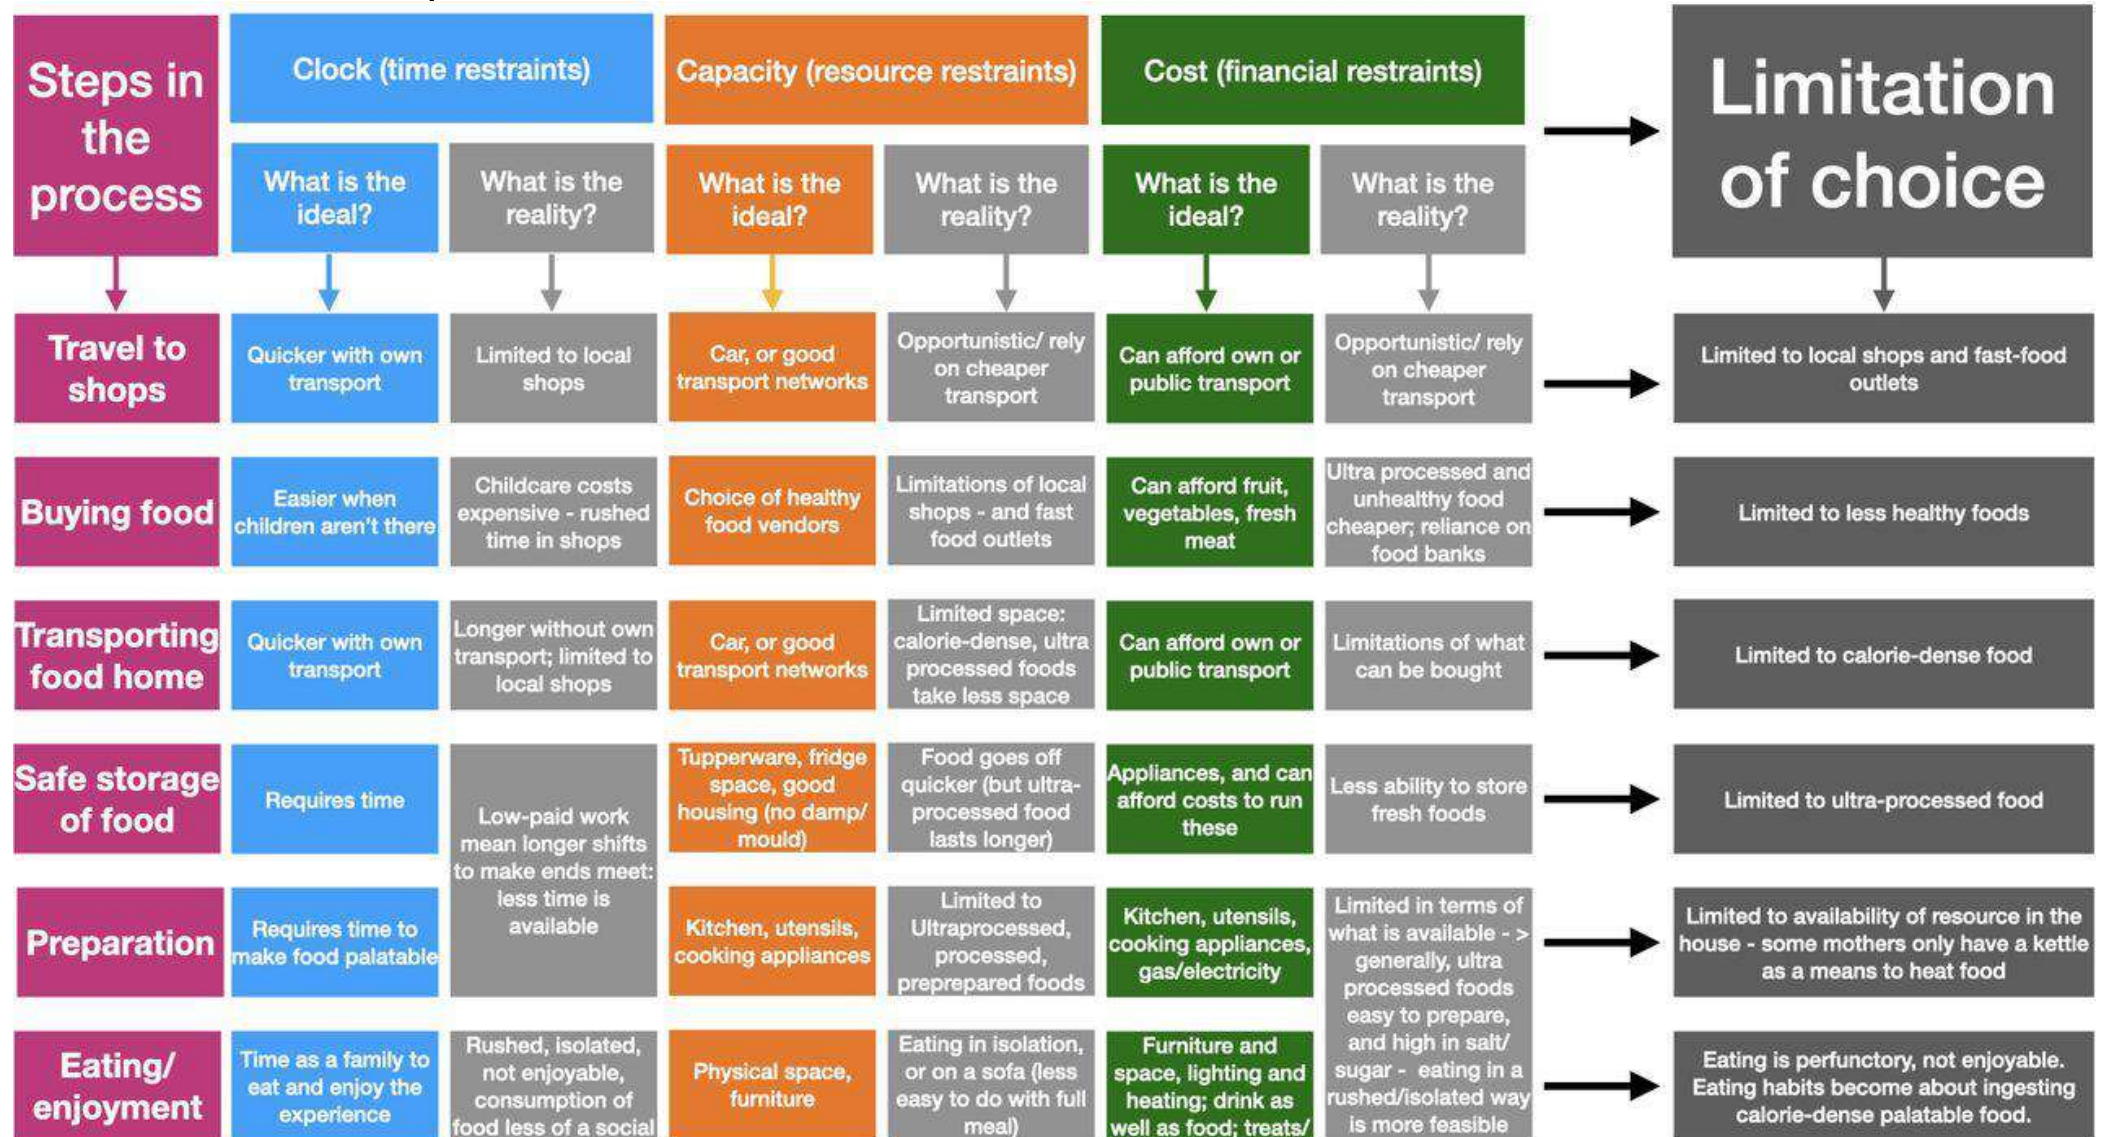 Steps in
the
process
Clock (time restraints)
Capacity (resource restraints)
Cost (financial restraints)
Limitation
of choice
What is the
ideal?
What is the
reality?
What is the
ideal?
What is the
reality?
What is the
ideal?
What is the
reality?
Travel to
shops
Quicker with own
transport
Limited to local
shops
Car, or good
transport networks
Opportunistic/ rely
on cheaper
transport
Can afford own or
public transport
Opportunistic/ rely
on cheaper
transport
Limited to local shops and fast-food
outlets
Buying food
Easier when
children aren't there
Childcare costs
expensive - rushed
time in shops
Choice of healthy
food vendors
Limitations of local
shops - and fast
food outlets
Can afford fruit,
vegetables, fresh
meat
Ultra processed and
unhealthy food
cheaper; reliance on
food banks
Limited to less healthy foods
Transporting
food home
Quicker with own
transport
Longer without own
transport; limited to
local shops
Car, or good
transport networks
Limited space:
calorie-dense, ultra
processed foods
take less space
Can afford own or
public transport
Limitations of what
can be bought
Limited to calorie-dense food
Safe storage
of food
Requires time
Low-paid work
mean longer shifts
to make ends meet:
less time is
available
Tupperware, fridge
space, good
housing (no damp/
mould)
Food goes off
quicker (but ultra-
processed food
lasts longer)
Appliances, and can
afford costs to run
these
Less ability to store
fresh foods
Limited to ultra-processed food
Preparation
Requires time to
make food palatable
Kitchen, utensils,
cooking appliances
Limited to
Ultraprocessed,
processed,
preprepared foods
Kitchen, utensils,
cooking appliances,
gas/electricity
Limited in terms of
what is available - >
generally, ultra
processed foods
easy to prepare,
and high in salt/
sugar - eating in a
rushed/isolated way
is more feasible
Limited to availability of resource in the
house - some mothers only have a kettle
as a means to heat food
Eating/
enjoyment
Time as a family to
eat and enjoy the
experience
Rushed, isolated,
not enjoyable,
consumption of
food less of a social
Physical space,
furniture
Eating in isolation,
or on a sofa (less
easy to do with full
meal)
Furniture and
space, lighting and
heating; drink as
well as food; treats/
Eating is perfunctory, not enjoyable.
Eating habits become about ingesting
calorie-dense palatable food.